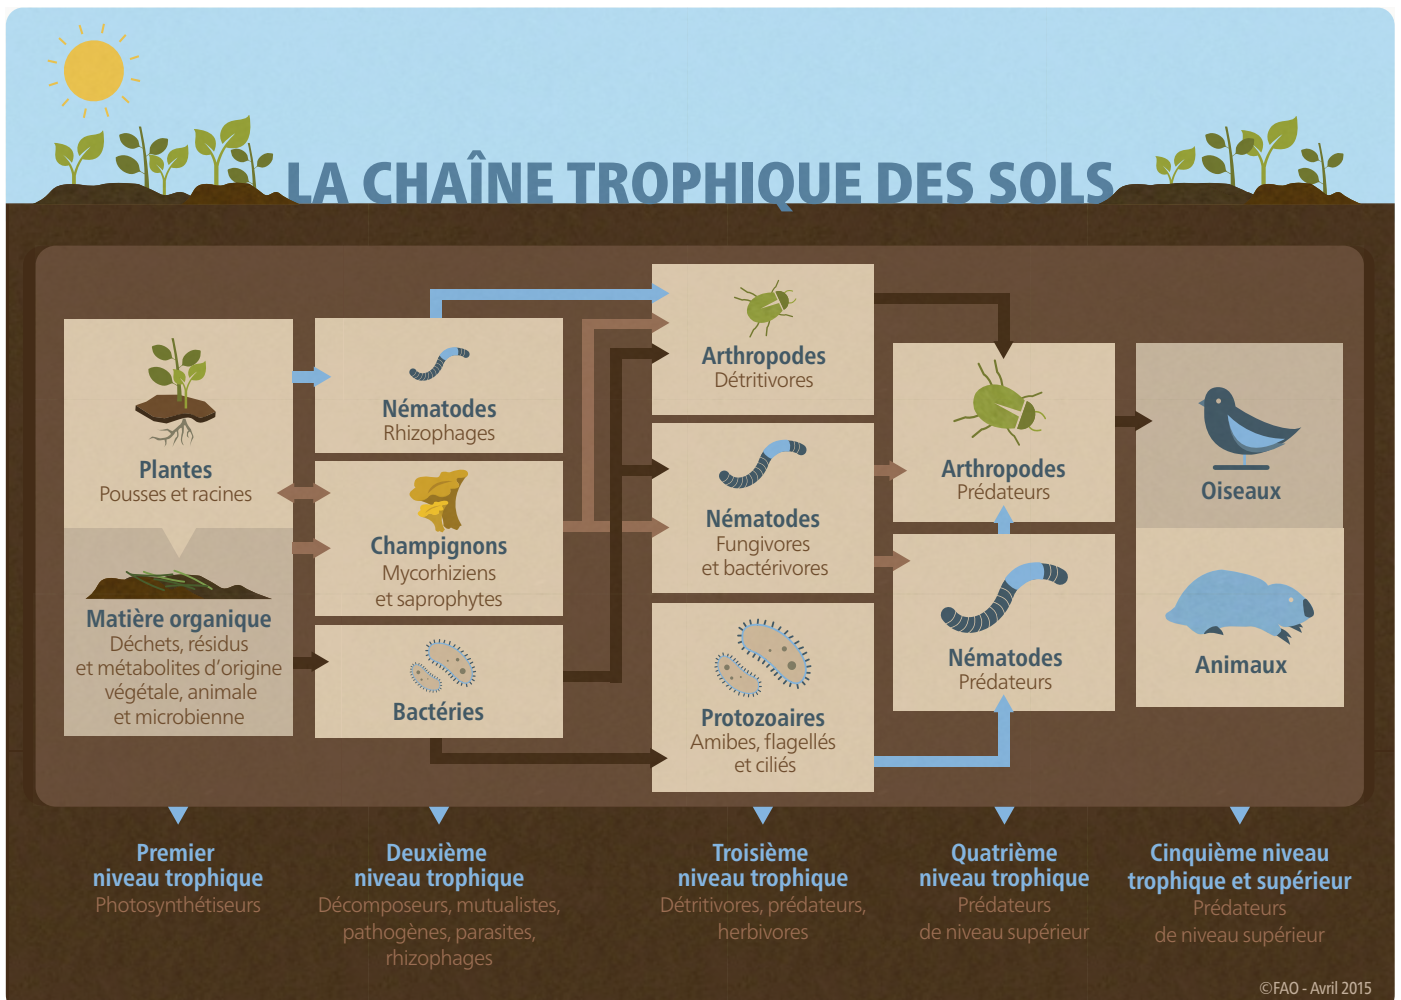 LA CHAÎNE TROPHIQUE DES SOLS
Plantes
Pousses et racines
Matière organique
Déchets, résidus
et métabolites d'origine
végétale, animale
et microbienne
Nématodes
Rhizophages
Champignons
Mycorhiziens
et saprophytes
Bactéries
Arthropodes
Détritivores
Nématodes
Fungivores
et bactérivores
Protozoaires
Amibes, flagellés
et ciliés
Arthropodes
Prédateurs
Nématodes
Prédateurs
Oiseaux
Animaux
Premier
niveau trophique
Photosynthétiseurs
Deuxième
niveau trophique
Décomposeurs, mutualistes,
pathogènes, parasites,
rhizophages
Troisième
niveau trophique
Détritivores, prédateurs,
herbivores
Quatrième
niveau trophique
Prédateurs
de niveau supérieur
Cinquième niveau
trophique et supérieur
Prédateurs
de niveau supérieur
©FAO - Avril 2015